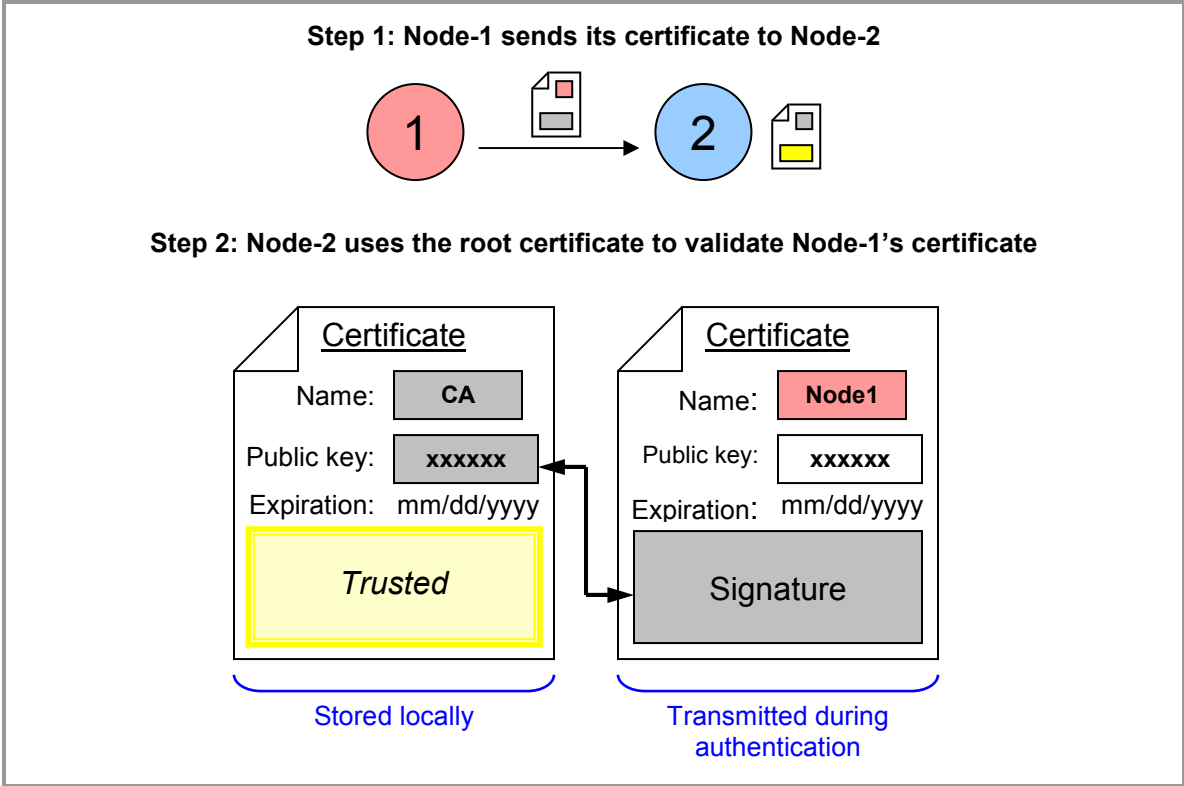 Step 1: Node-1 sends its certificate to Node-2
1
2
Step 2: Node-2 uses the root certificate to validate Node-1’s certificate
Certificate
Name: CA
Public key: xxxxxx
Expiration: mm/dd/yyyy
Trusted
Stored locally
Certificate
Name: Node1
Public key: xxxxxx
Expiration: mm/dd/yyyy
Signature
Transmitted during
authentication